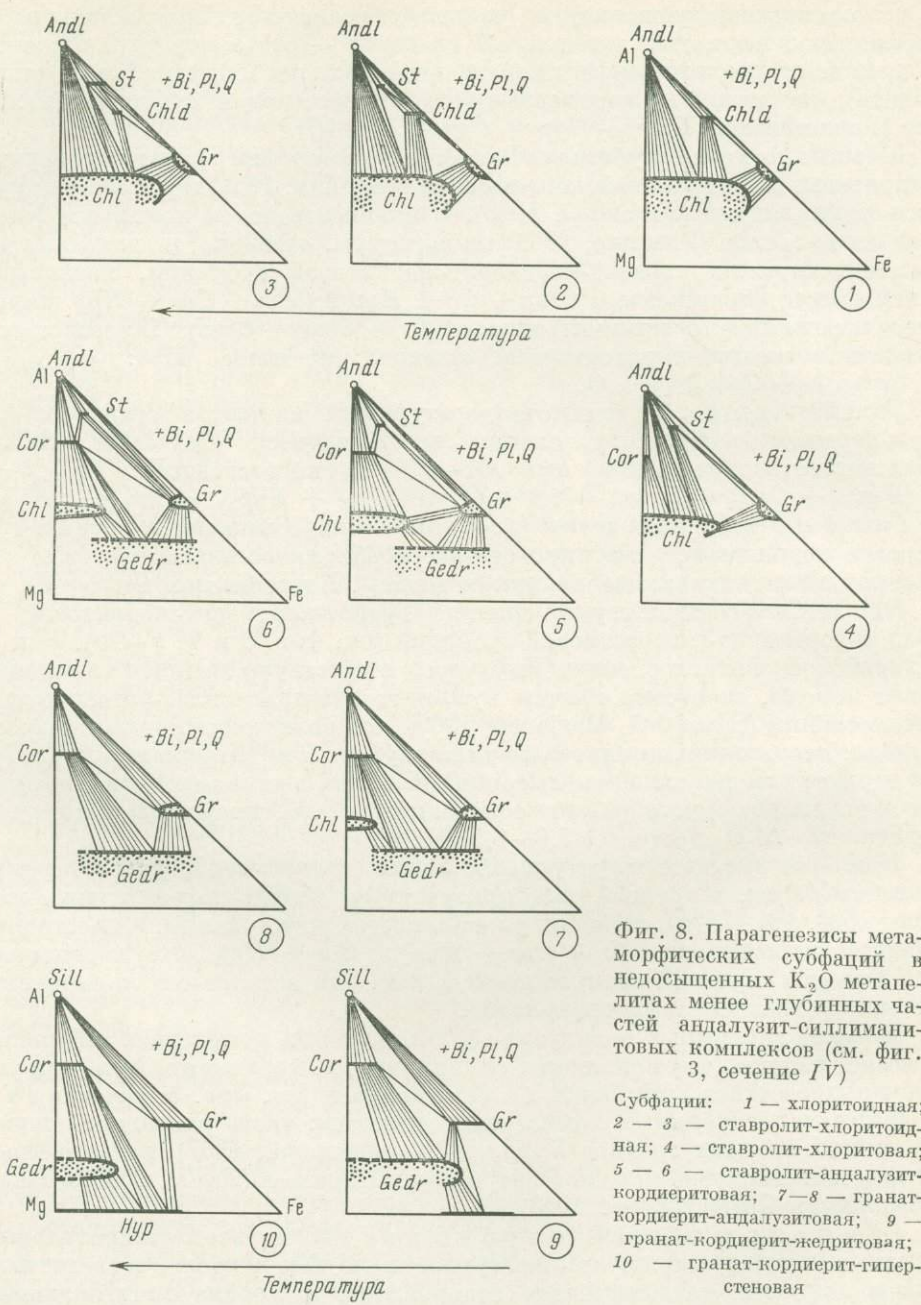 Andl
St +Bi, Pl, Q
Chld
Gr
Chl
3
Andl
St +Bi, Pl, Q
Chld
Gr
Chl
2
Andl
Al
+Bi, Pl, Q
Chld
Gr
Chl
Mg Fe
1
Температура
Andl
Al
St
Cor +Bi, Pl, Q
Gr
Chl
Gedr
Mg Fe
6
Andl
St
Cor +Bi, Pl, Q
Gr
Chl
Gedr
5
Andl
St
Cor +Bi, Pl, Q
Gr
Chl
4
Andl
+Bi, Pl, Q
Cor
Gr
Gedr
8
Andl
+Bi, Pl, Q
Cor
Gr
Chl
Gedr
7
Sill
Al
+Bi, Pl, Q
Cor
Gr
Gedr
Mg Fe
Hyp
10
Sill
+Bi, Pl, Q
Cor
Gr
Gedr
9
Температура
Фиг. 8. Парагенезисы мета-
морфических субфаций в
недосыщенных K₂O метапе-
литах менее глубинных ча-
стей андалузит-силлимани-
товых комплексов (см. фиг.
3, сечение IV)
Субфации: 1 — хлоритоидная;
2 — 3 — ставролит-хлоритоид-
ная; 4 — ставролит-хлоритовая;
5 — 6 — ставролит-андалузит-
кордиеритовая; 7—8 — гранат-
кордиерит-андалузитовая; 9 —
гранат-кордиерит-жедритовая;
10 — гранат-кордиерит-гипер-
стеновая